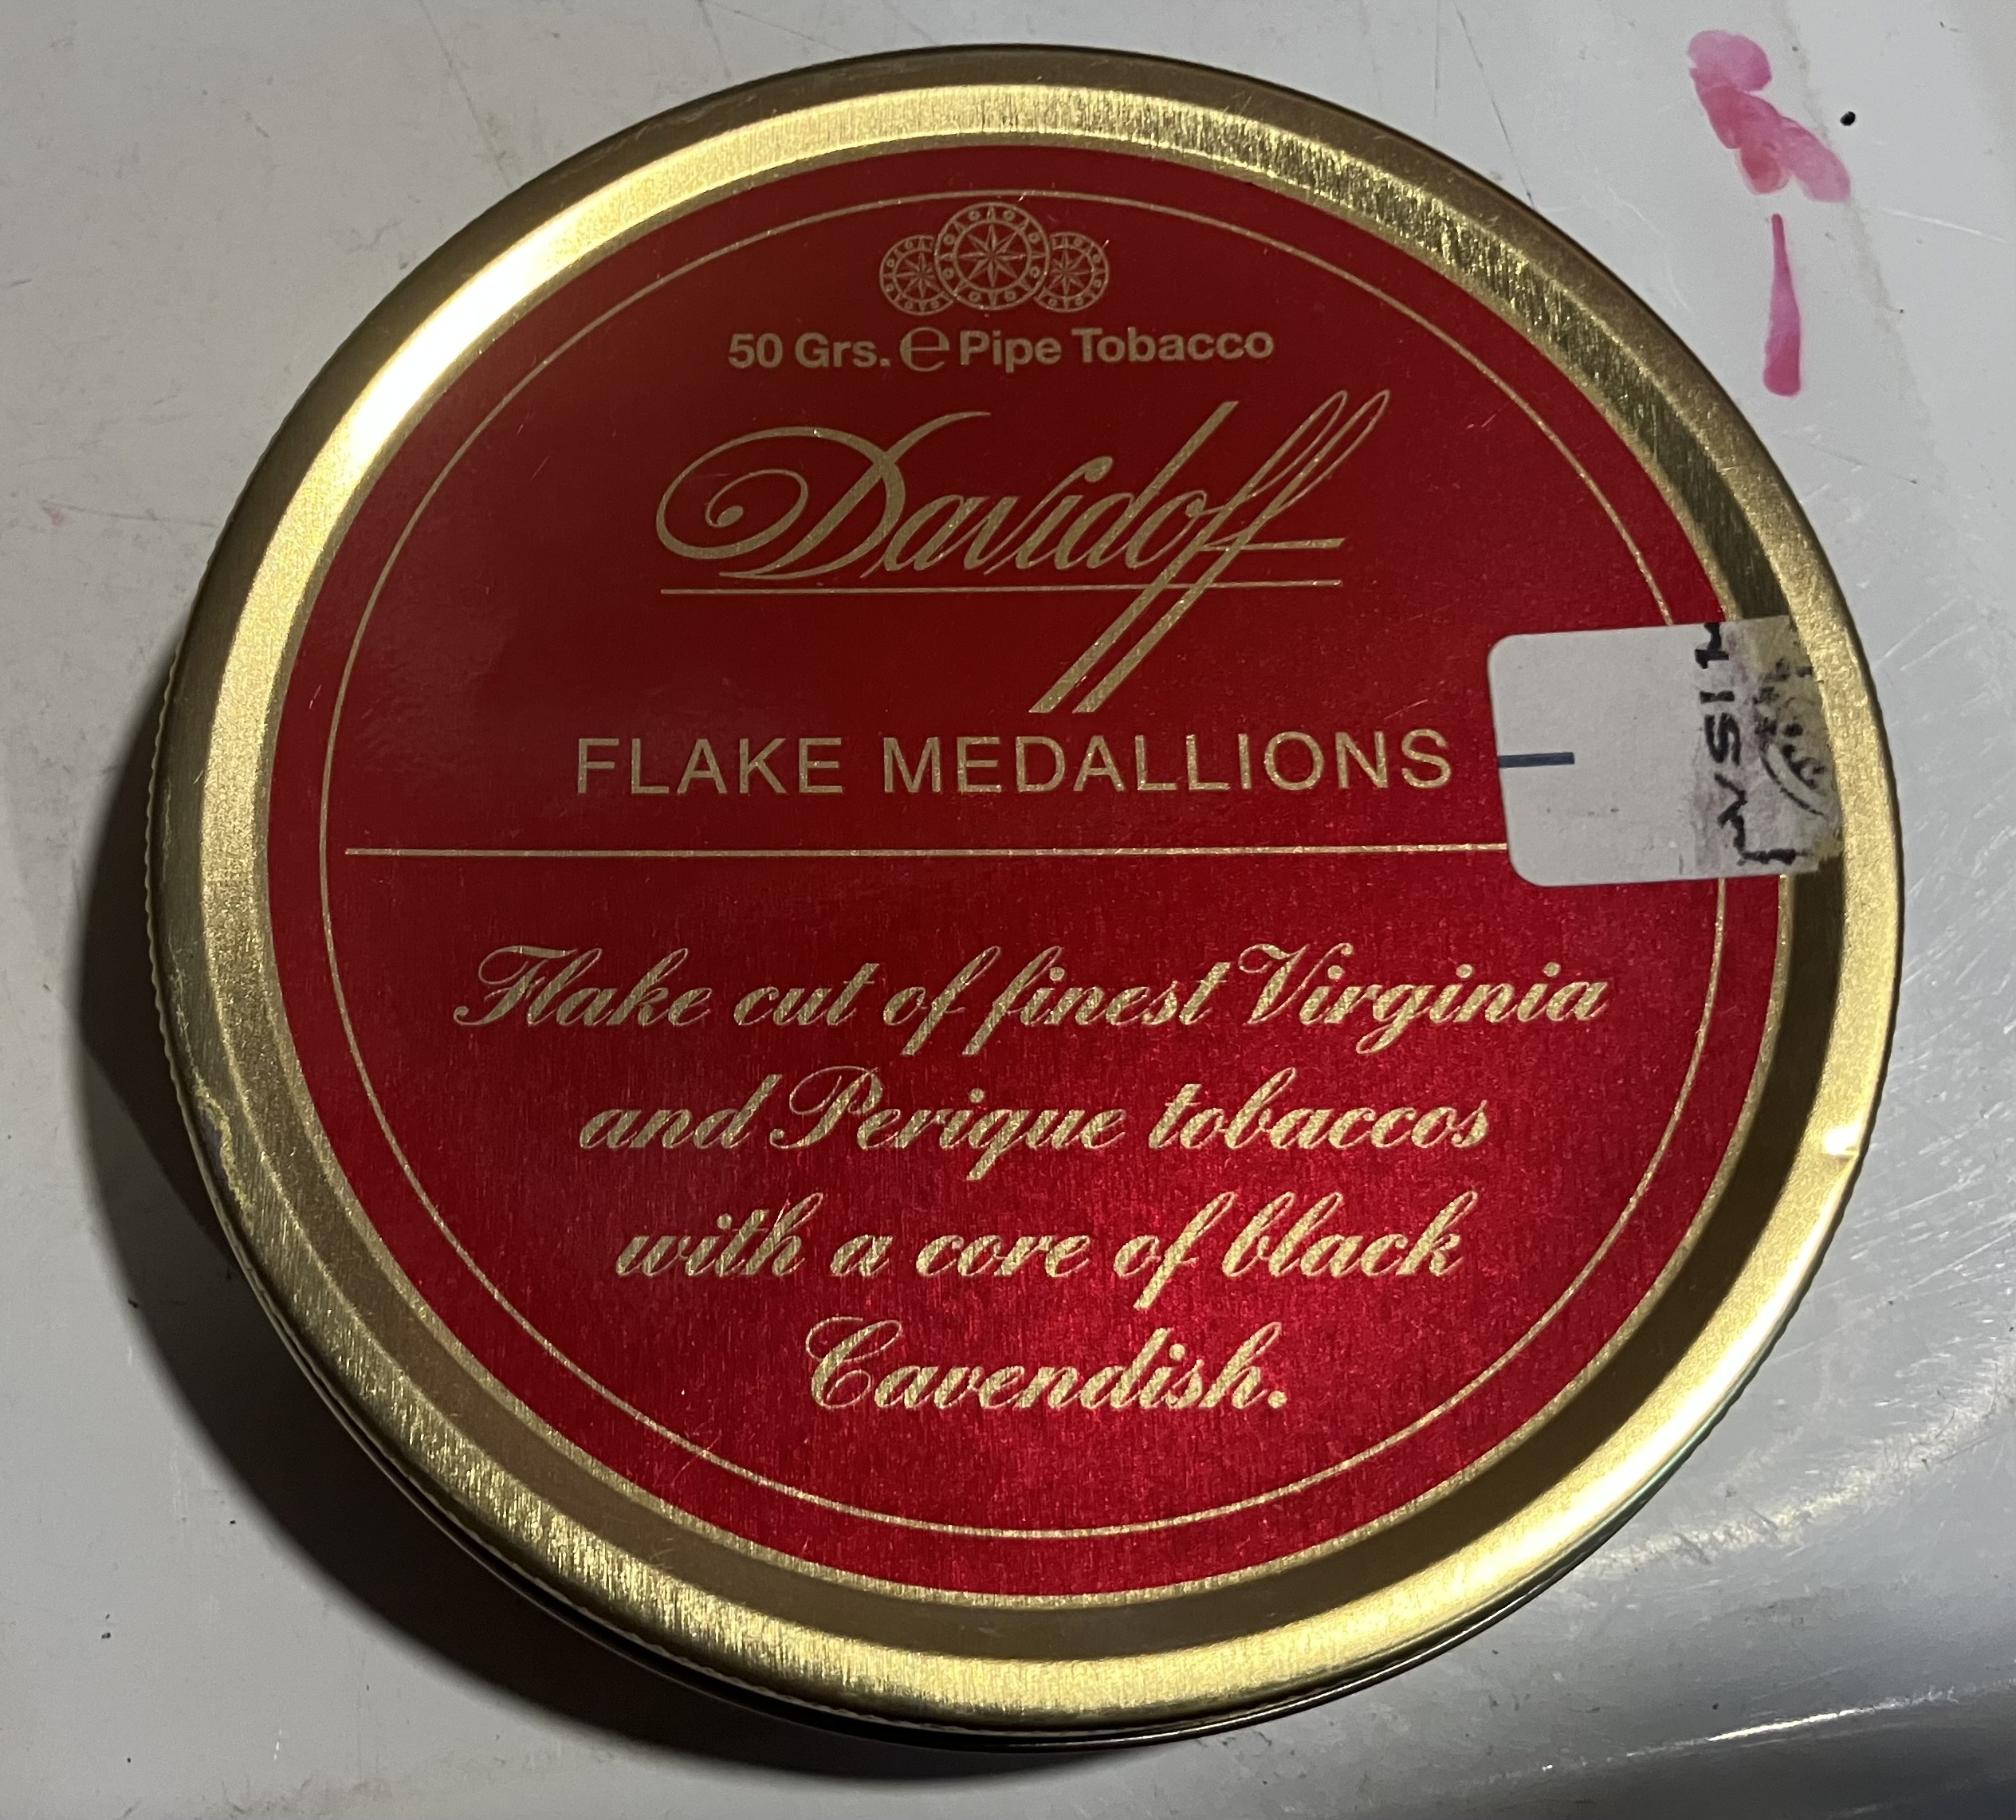 50 Grs. ℮ Pipe Tobacco
Davidoff
FLAKE MEDALLIONS
Flake cut of finest Virginia
and Perique tobaccos
with a core of black
Cavendish.